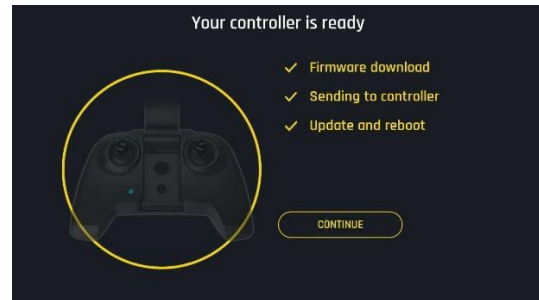 Your controller is ready
Firmware download
Sending to controller
Update and reboot
CONTINUE